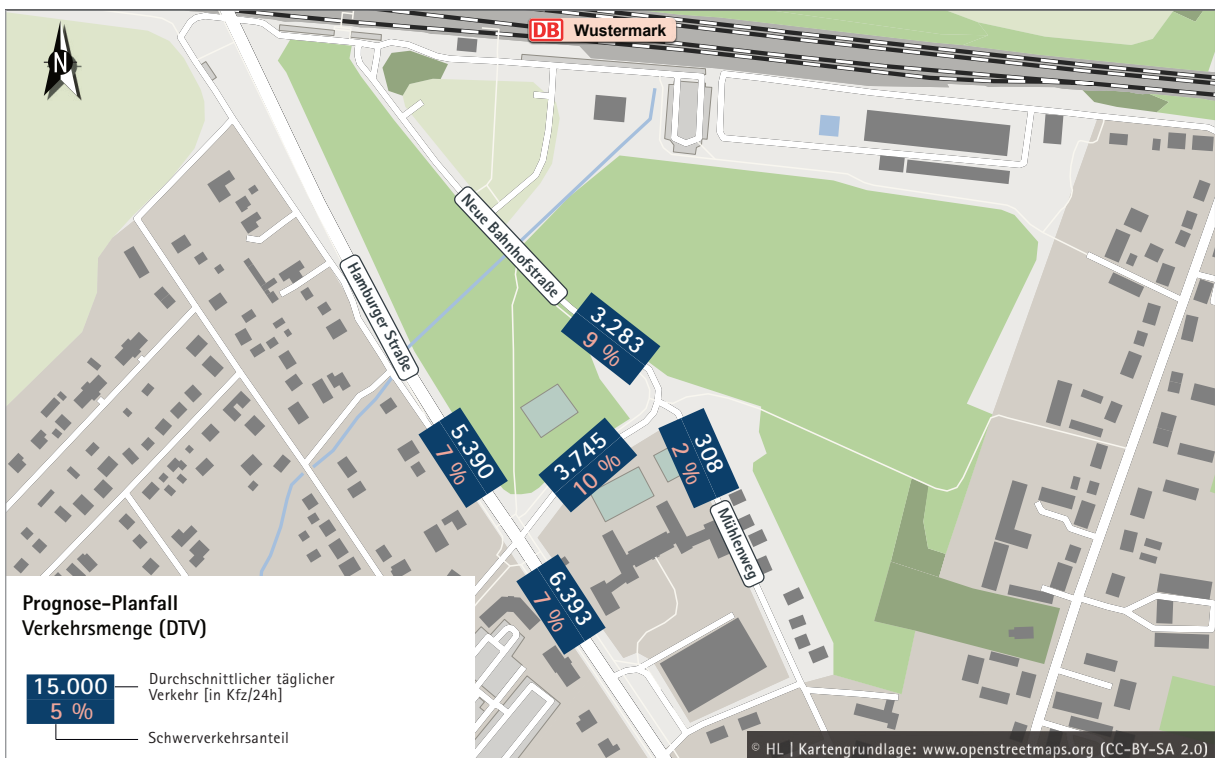 DB Wustermark
N
Neue Bahnhofstraße
Hamburger Straße
3.283
9 %
5.390
7 %
3.745
10 %
308
2 %
Mühlenweg
6.393
7 %
Prognose-Planfall
Verkehrsmenge (DTV)
15.000
5 %
Durchschnittlicher täglicher
Verkehr [in Kfz/24h]
Schwerverkehrsanteil
© HL | Kartengrundlage: www.openstreetmaps.org (CC-BY-SA 2.0)